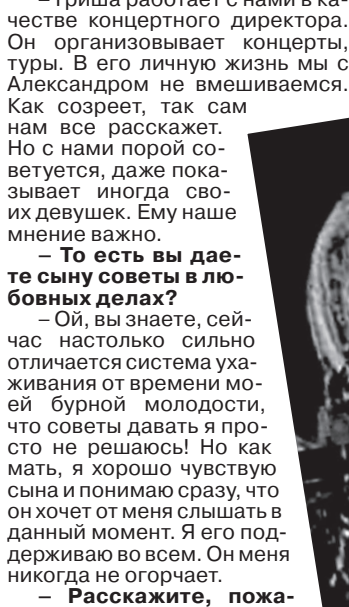 – Гриша работает с нами в ка-
честве концертного директора.
Он организовывает концерты,
туры. В его личную жизнь мы с
Александром не вмешиваемся.
Как созреет, так сам
нам все расскажет.
Но с нами порой со-
ветуется, даже пока-
зывает иногда сво-
их девушек. Ему наше
мнение важно.
– То есть вы дае-
те сыну советы в лю-
бовных делах?
– Ой, вы знаете, сей-
час настолько сильно
отличается система уха-
живания от времени мо-
ей бурной молодости,
что советы давать я про-
сто не решаюсь! Но как
мать, я хорошо чувствую
сына и понимаю сразу, что
он хочет от меня слышать в
данный момент. Я его под-
держиваю во всем. Он меня
никогда не огорчает.
– Расскажите, пожа-